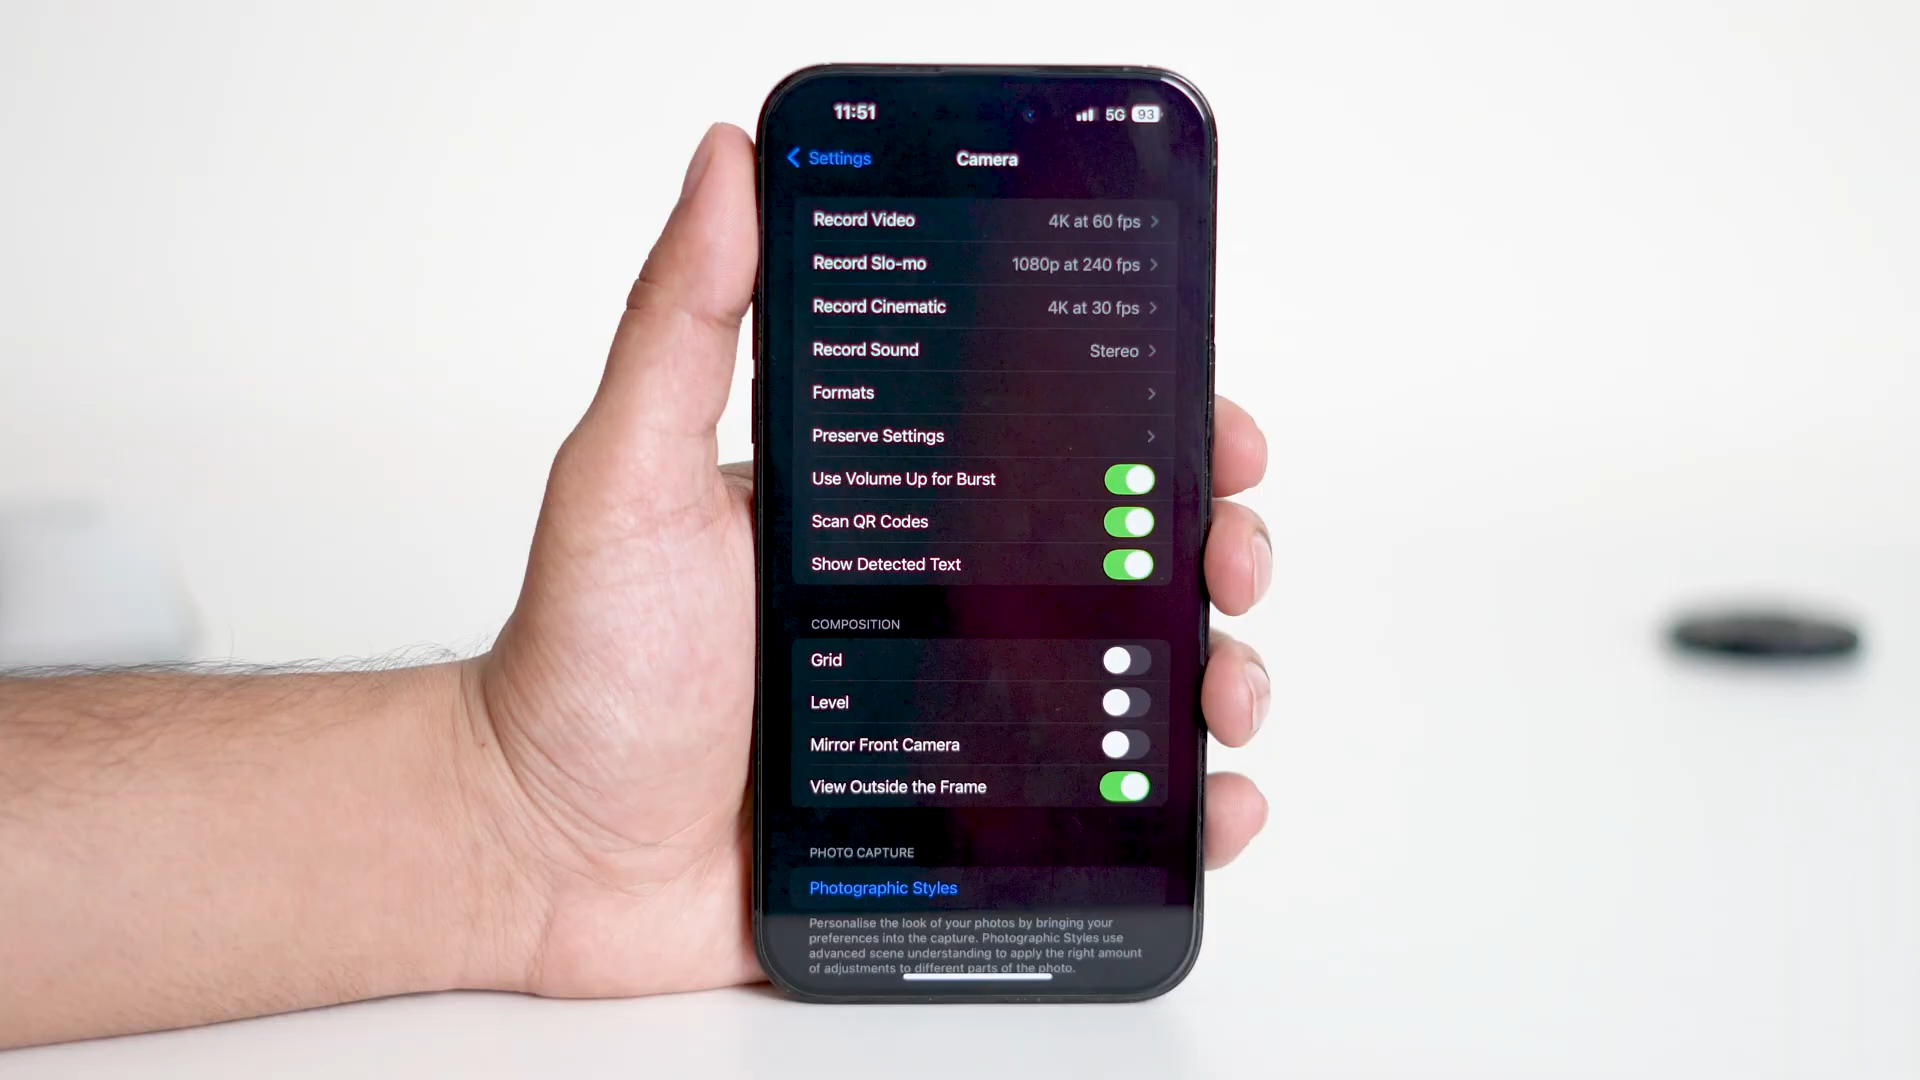 11:51 5G 93
Settings Camera
Record Video 4K at 60 fps
Record Slo-mo 1080p at 240 fps
Record Cinematic 4K at 30 fps
Record Sound Stereo
Formats
Preserve Settings
Use Volume Up for Burst
Scan QR Codes
Show Detected Text
COMPOSITION
Grid
Level
Mirror Front Camera
View Outside the Frame
PHOTO CAPTURE
Photographic Styles
Personalise the look of your photos by bringing your
preferences into the capture. Photographic Styles use
advanced scene understanding to apply the right amount
of adjustments to different parts of the photo.